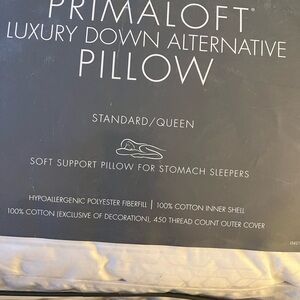 PRIMALOFT®
LUXURY DOWN ALTERNATIVE
PILLOW
STANDARD/QUEEN
SOFT SUPPORT PILLOW FOR STOMACH SLEEPERS
HYPOALLERGENIC POLYESTER FIBERFILL | 100% COTTON INNER SHELL
100% COTTON (EXCLUSIVE OF DECORATION), 450 THREAD COUNT OUTER COVER